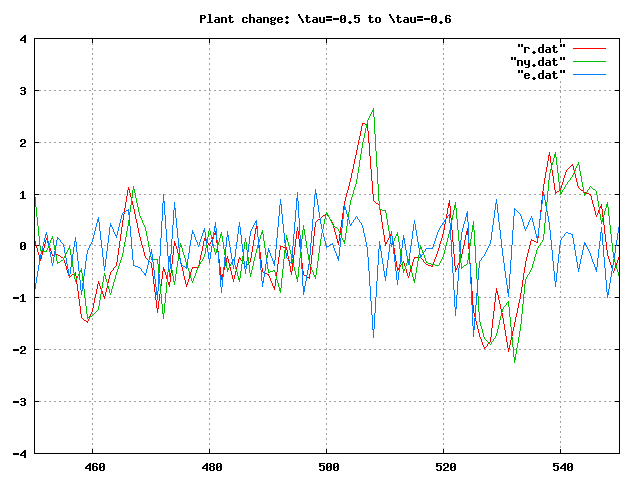 Plant change: \tau=-0.5 to \tau=-0.6
4
"r.dat"
"ny.dat"
3
"e.dat"
2
1
0
-1
-2
-3
-4
460 480 500 520 540